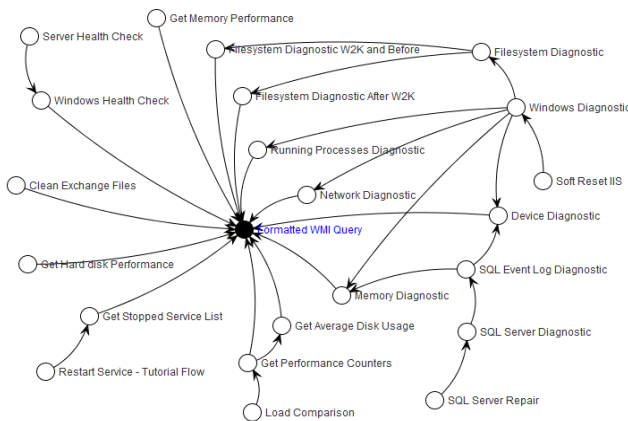 Get Memory Performance
Server Health Check
Filesystem Diagnostic W2K and Before
Filesystem Diagnostic
Filesystem Diagnostic After W2K
Windows Health Check
Windows Diagnostic
Running Processes Diagnostic
Soft Reset IIS
Clean Exchange Files
Network Diagnostic
Device Diagnostic
Formatted WMI Query
Get Hard disk Performance
SQL Event Log Diagnostic
Memory Diagnostic
Get Stopped Service List
Get Average Disk Usage
SQL Server Diagnostic
Get Performance Counters
Restart Service - Tutorial Flow
SQL Server Repair
Load Comparison